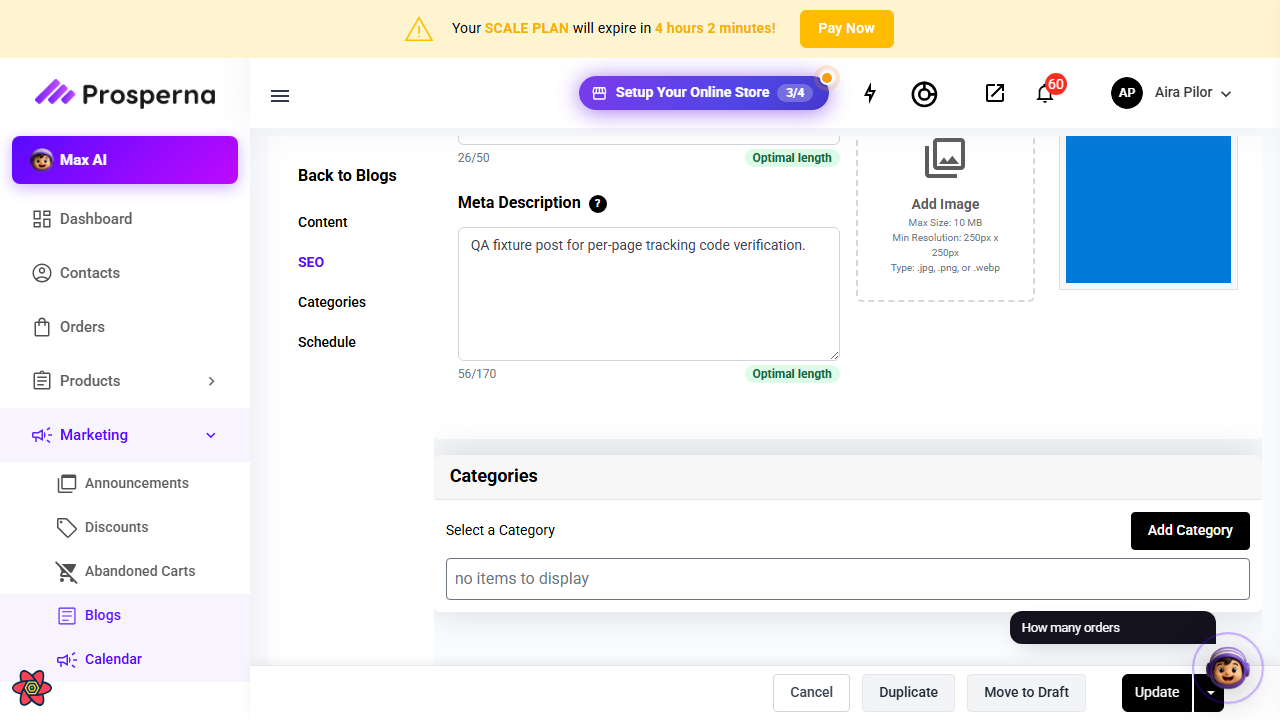 Your SCALE PLAN will expire in 4 hours 2 minutes!
Pay Now
Prosperna
Setup Your Online Store 3/4
60
AP
Aira Pilor
Max AI
Dashboard
Contacts
Orders
Products
Marketing
Announcements
Discounts
Abandoned Carts
Blogs
Calendar
Back to Blogs
Content
SEO
Categories
Schedule
26/50
Optimal length
Meta Description ?
QA fixture post for per-page tracking code verification.
56/170
Optimal length
Add Image
Max Size: 10 MB
Min Resolution: 250px x
250px
Type: .jpg, .png, or .webp
Categories
Select a Category
Add Category
no items to display
How many orders
Cancel
Duplicate
Move to Draft
Update